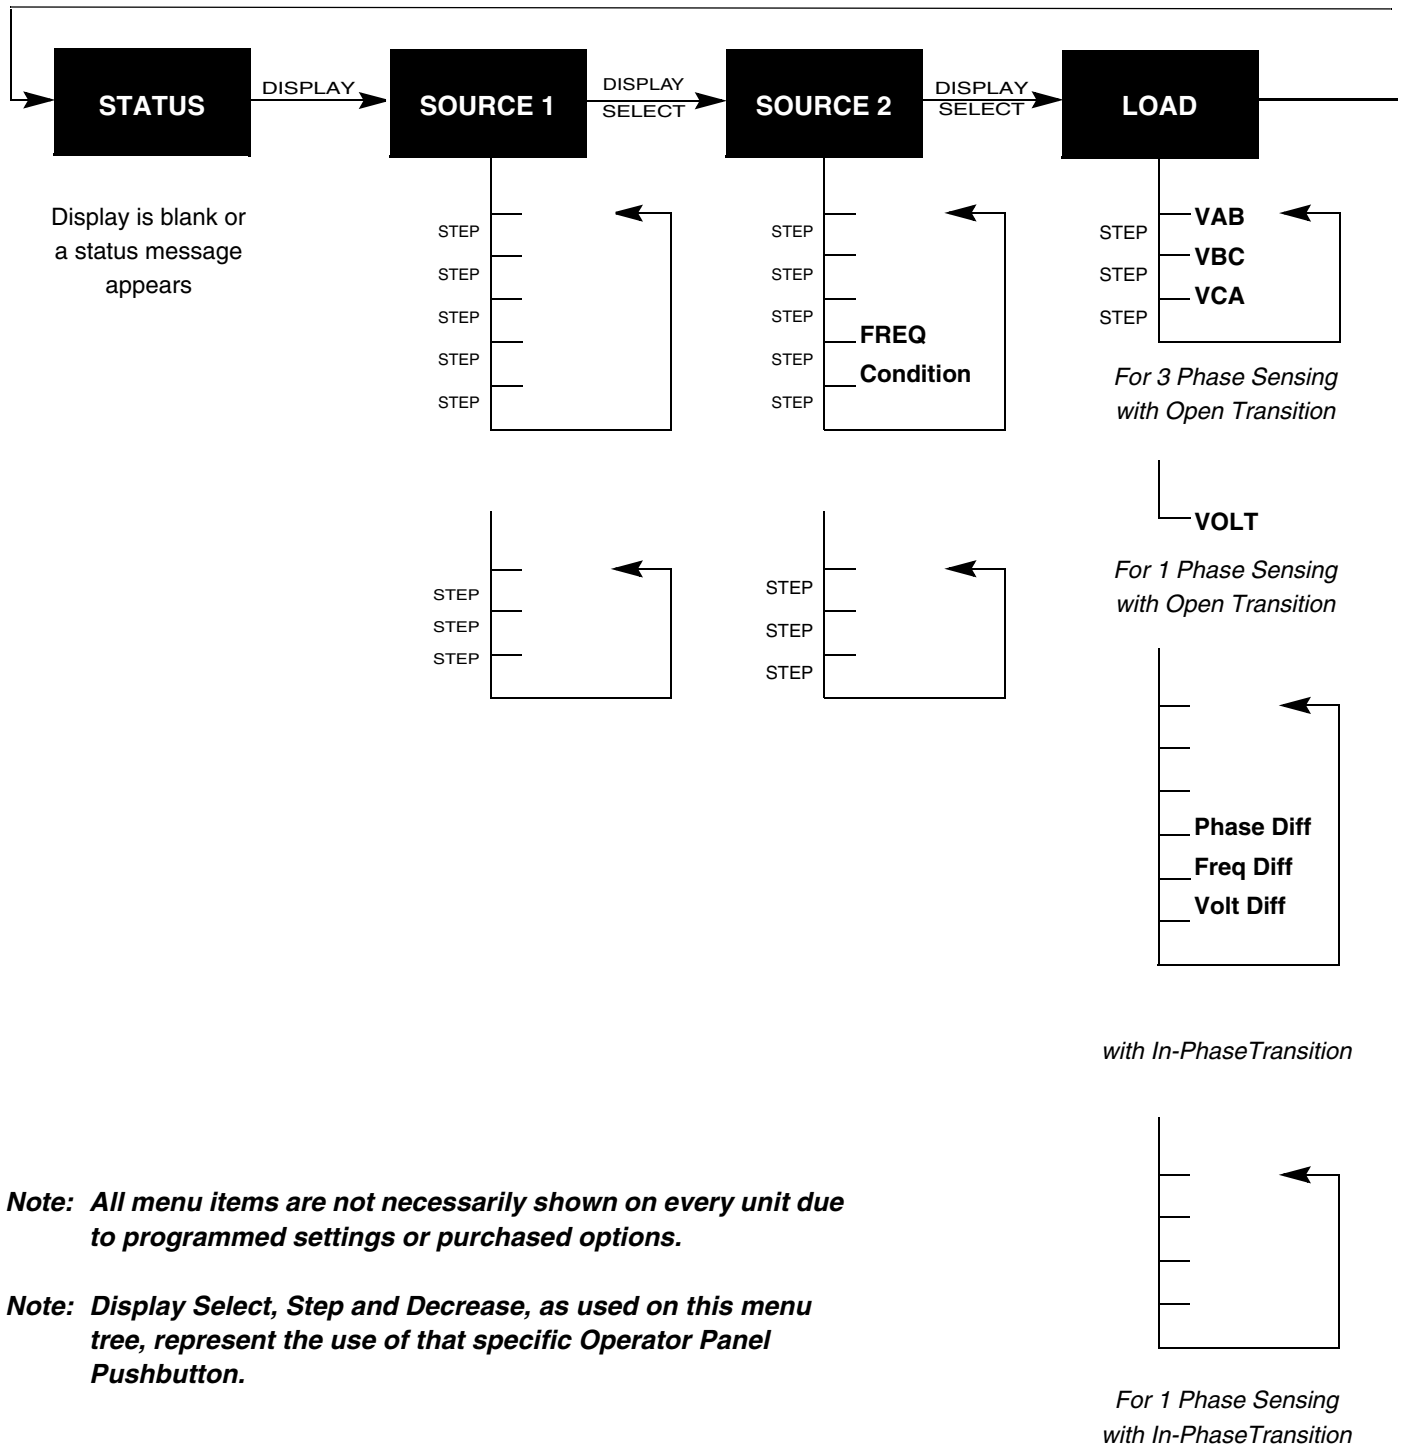 STATUS
DISPLAY
SOURCE 1
DISPLAY
SELECT
SOURCE 2
DISPLAY
SELECT
LOAD
Display is blank or
a status message
appears
STEP
STEP
STEP
STEP
STEP
STEP
STEP
STEP
STEP
STEP
FREQ
Condition
STEP
STEP
STEP
VAB
VBC
VCA
For 3 Phase Sensing
with Open Transition
VOLT
For 1 Phase Sensing
with Open Transition
STEP
STEP
STEP
STEP
STEP
STEP
Phase Diff
Freq Diff
Volt Diff
with In-PhaseTransition
Note: All menu items are not necessarily shown on every unit due
to programmed settings or purchased options.
Note: Display Select, Step and Decrease, as used on this menu
tree, represent the use of that specific Operator Panel
Pushbutton.
For 1 Phase Sensing
with In-PhaseTransition